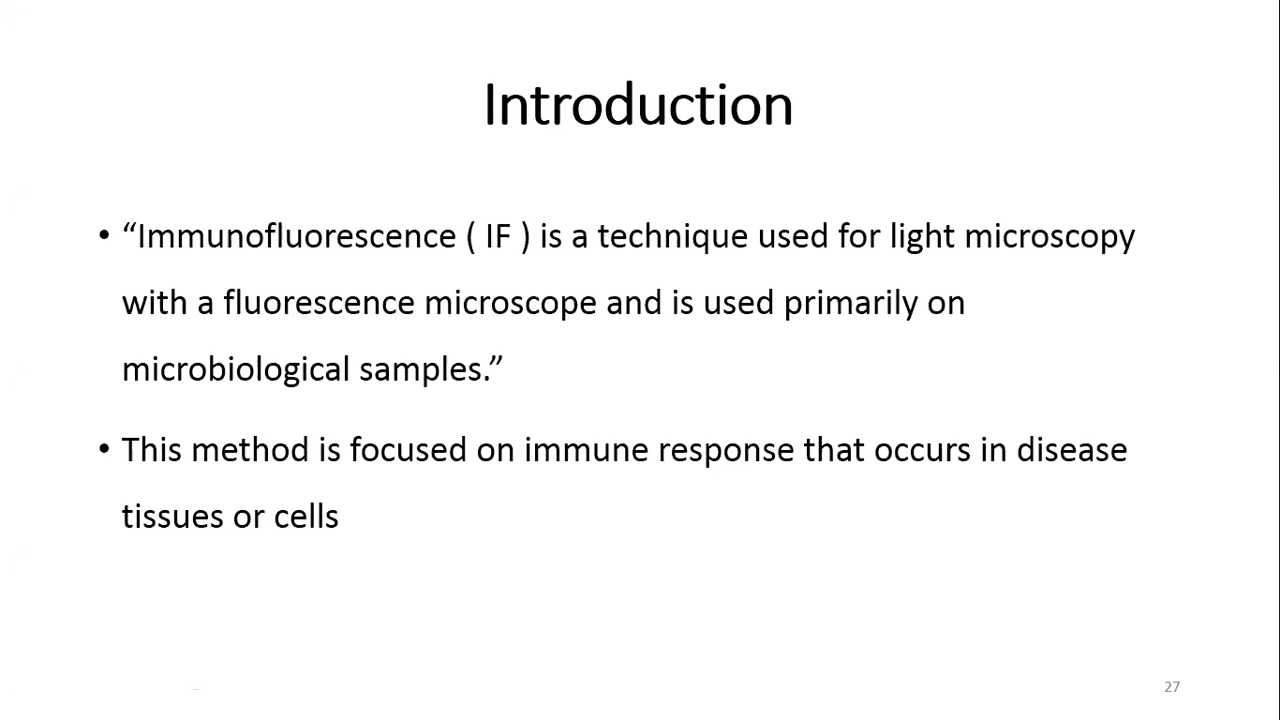 Introduction
• “Immunofluorescence ( IF ) is a technique used for light microscopy
with a fluorescence microscope and is used primarily on
microbiological samples.”
• This method is focused on immune response that occurs in disease
tissues or cells
27